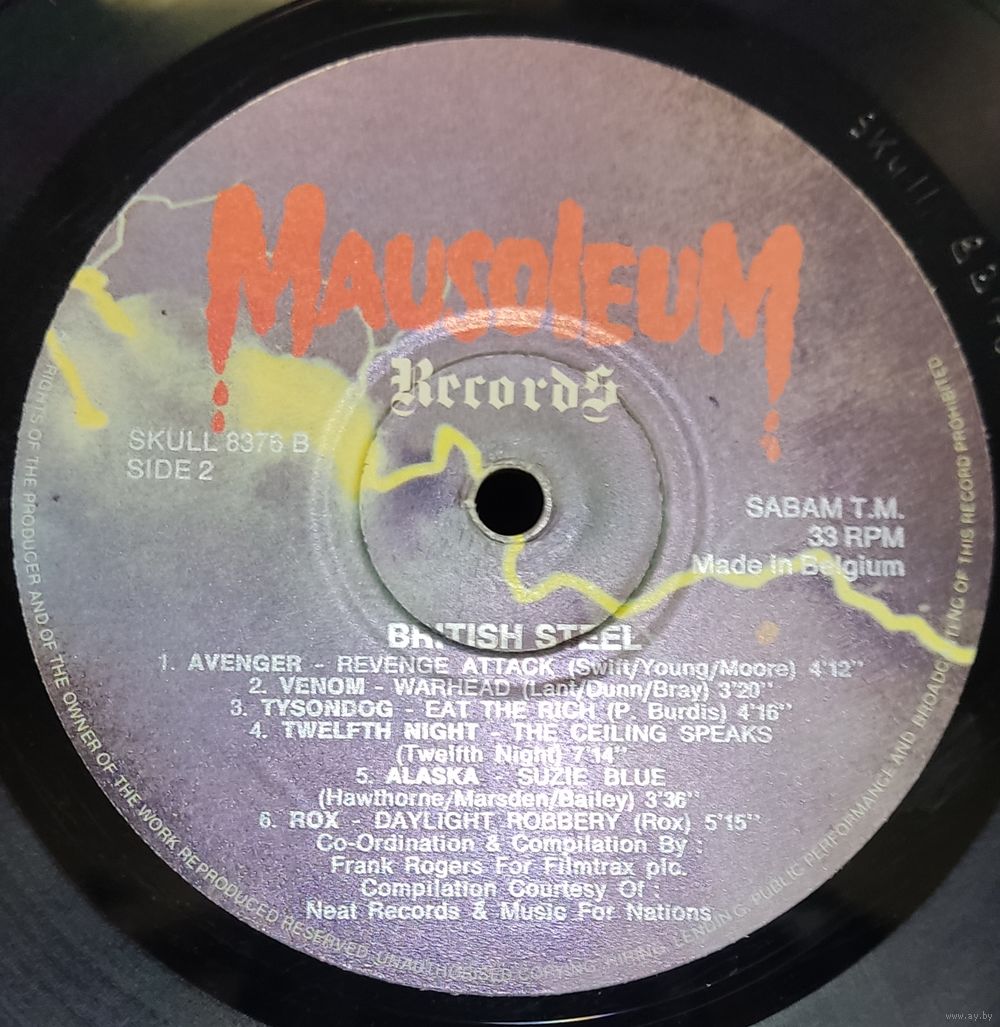 MAUSOLEUM
Records
SKULL 8376 B
SIDE 2
SABAM T.M.
33 RPM
Made in Belgium
BRITISH STEEL
1. AVENGER - REVENGE ATTACK (Swift/Young/Moore) 4'12"
2. VENOM - WARHEAD (Lant/Dunn/Bray) 3'20"
3. TYSONDOG - EAT THE RICH (P. Burdis) 4'16"
4. TWELFTH NIGHT - THE CEILING SPEAKS
(Twelfth Night) 7'14"
5. ALASKA - SUZIE BLUE
(Hawthorne/Marsden/Bailey) 3'36"
6. ROX - DAYLIGHT ROBBERY (Rox) 5'15"
Co-Ordination & Compilation By :
Frank Rogers For Filmtrax plc.
Compilation Courtesy Of :
Neat Records & Music For Nations
RIGHTS OF THE PRODUCER AND OF THE OWNER OF THE WORK REPRODUCED RESERVED. UNAUTHORISED COPYING, HIRING, LENDING, PUBLIC PERFORMANCE AND BROADCASTING OF THIS RECORD PROHIBITED
SKULL
www.ay.by